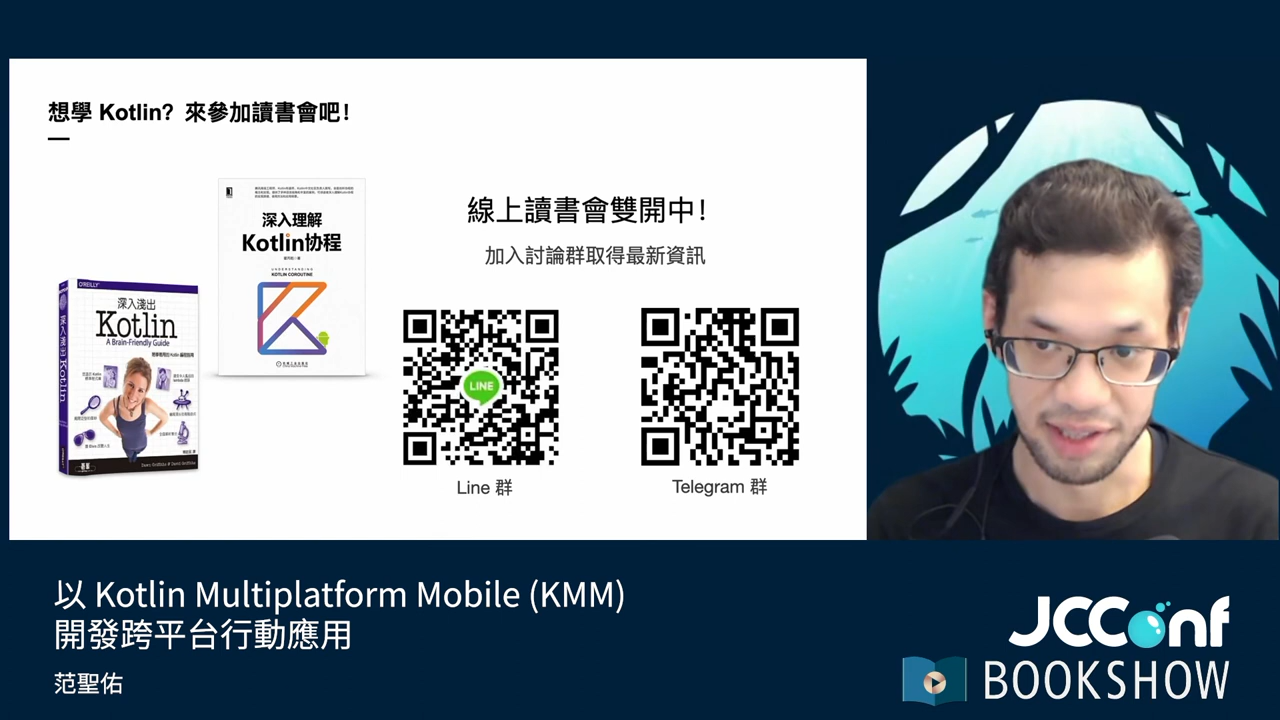 想學 Kotlin? 來參加讀書會吧!
深入理解
Kotlin协程
UNDERSTANDING
KOTLIN COROUTINE
O'REILLY
深入淺出
Kotlin
A Brain-Friendly Guide
深入淺出 Kotlin
線上讀書會雙開中!
加入討論群取得最新資訊
LINE
Line 群
Telegram 群
以 Kotlin Multiplatform Mobile (KMM)
開發跨平台行動應用
范聖佑
JCConf
BOOKSHOW